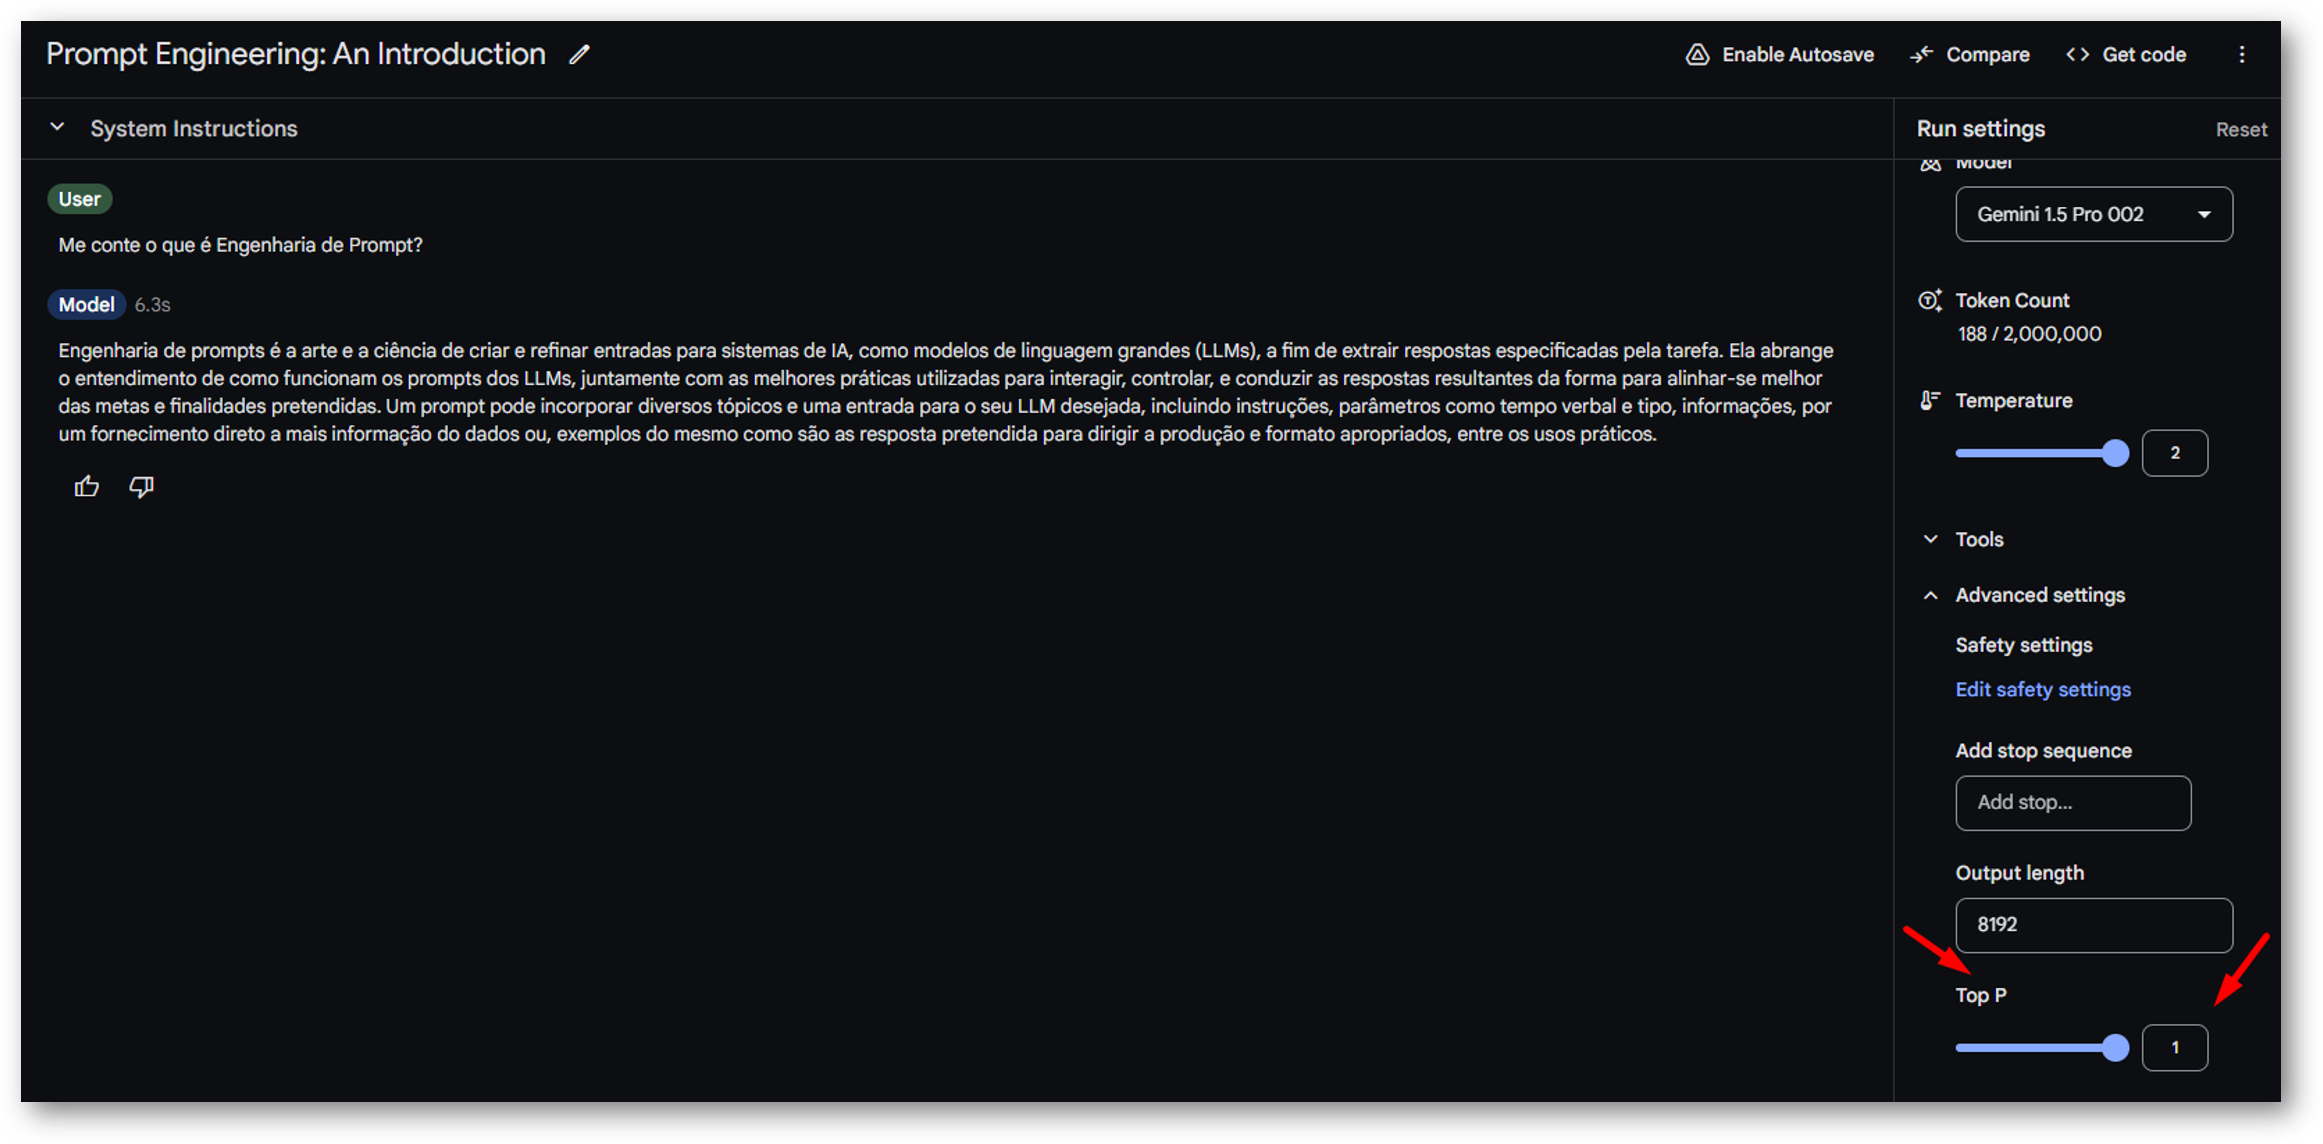 Prompt Engineering: An Introduction
Enable Autosave
Compare
Get code
System Instructions
Run settings
Reset
User
Me conte o que é Engenharia de Prompt?
Model 6.3s
Engenharia de prompts é a arte e a ciência de criar e refinar entradas para sistemas de IA, como modelos de linguagem grandes (LLMs), a fim de extrair respostas especificadas pela tarefa. Ela abrange
o entendimento de como funcionam os prompts dos LLMs, juntamente com as melhores práticas utilizadas para interagir, controlar, e conduzir as respostas resultantes da forma para alinhar-se melhor
das metas e finalidades pretendidas. Um prompt pode incorporar diversos tópicos e uma entrada para o seu LLM desejada, incluindo instruções, parâmetros como tempo verbal e tipo, informações, por
um fornecimento direto a mais informação do dados ou, exemplos do mesmo como são as resposta pretendida para dirigir a produção e formato apropriados, entre os usos práticos.
Model
Gemini 1.5 Pro 002
Token Count
188 / 2,000,000
Temperature
2
Tools
Advanced settings
Safety settings
Edit safety settings
Add stop sequence
Add stop...
Output length
8192
Top P
1